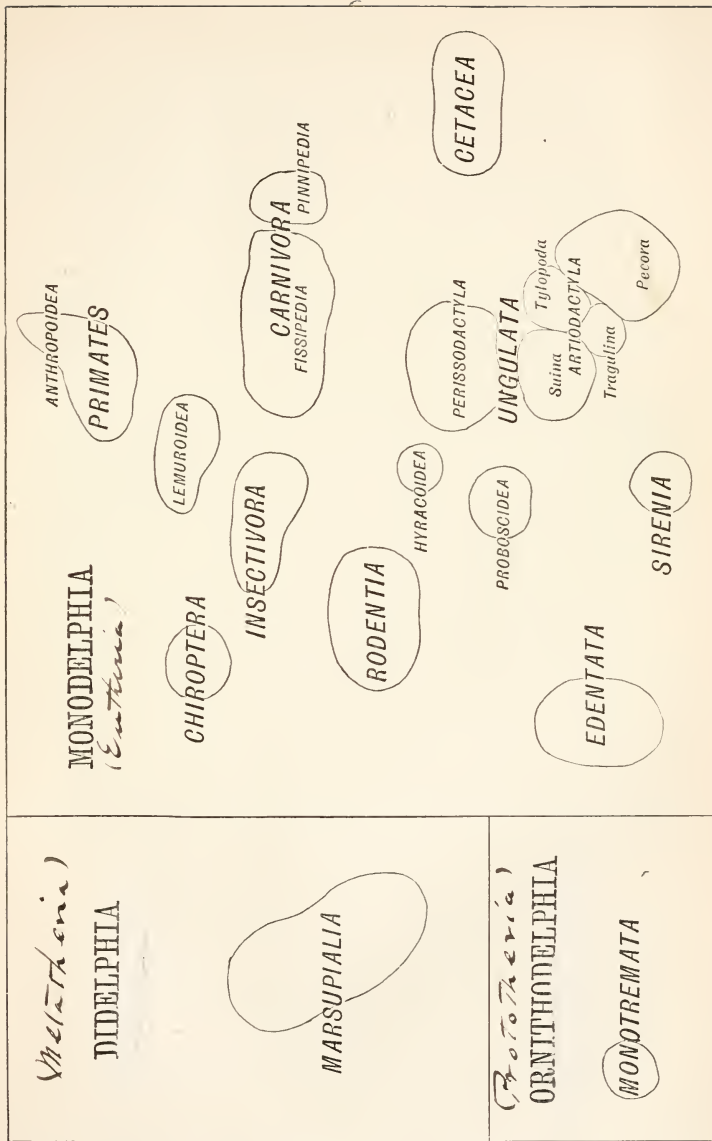 MONODELPHIA
(Eutheria)
ANTHROPOIDEA
PRIMATES
LEMUROIDEA
CHIROPTERA
INSECTIVORA
CARNIVORA
FISSIPEDIA
PINNIPEDIA
RODENTIA
HYRACOIDEA
PROBOSCIDEA
PERISSODACTYLA
UNGULATA
CETACEA
Suina
Tylopoda
ARTIODACTYLA
Tragulina
Pecora
EDENTATA
SIRENIA
(Metatheria)
DIDELPHIA
MARSUPIALIA
(Prototheria)
ORNITHODELPHIA
MONOTREMATA